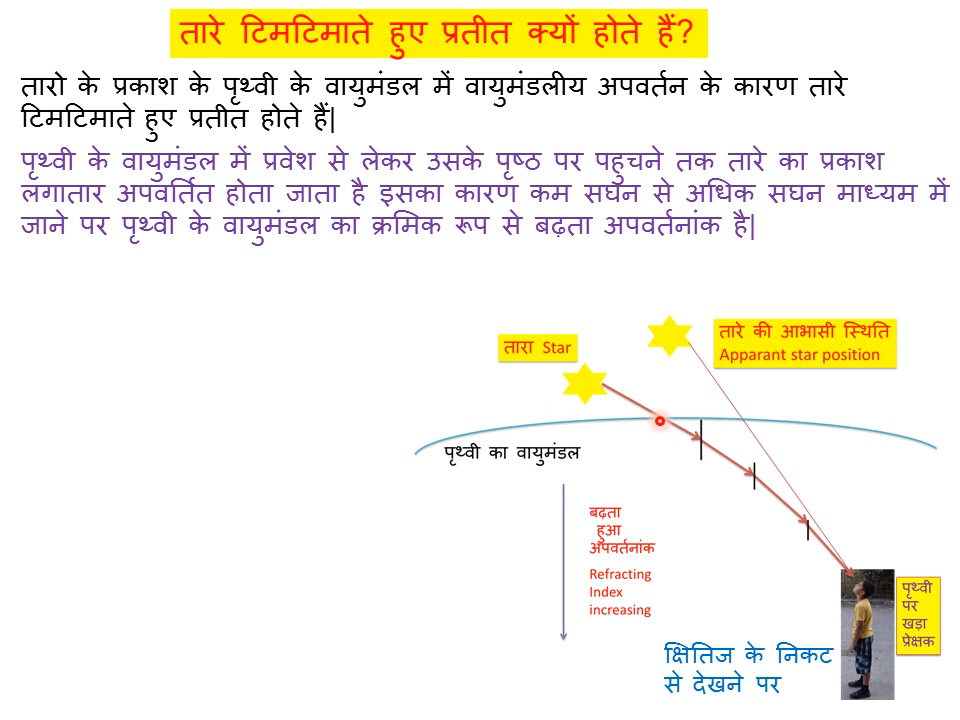 तारे टिमटिमाते हुए प्रतीत क्यों होते हैं?
तारो के प्रकाश के पृथ्वी के वायुमंडल में वायुमंडलीय अपवर्तन के कारण तारे
टिमटिमाते हुए प्रतीत होते हैं|
पृथ्वी के वायुमंडल में प्रवेश से लेकर उसके पृष्ठ पर पहुचने तक तारे का प्रकाश
लगातार अपवर्तित होता जाता है इसका कारण कम सघन से अधिक सघन माध्यम में
जाने पर पृथ्वी के वायुमंडल का क्रमिक रूप से बढ़ता अपवर्तनांक है|
तारे की आभासी स्थिति
Apparant star position
तारा Star
पृथ्वी का वायुमंडल
बढ़ता
हुआ
अपवर्तनांक
Refracting
Index
increasing
पृथ्वी
पर
खड़ा
प्रेक्षक
क्षितिज के निकट
से देखने पर